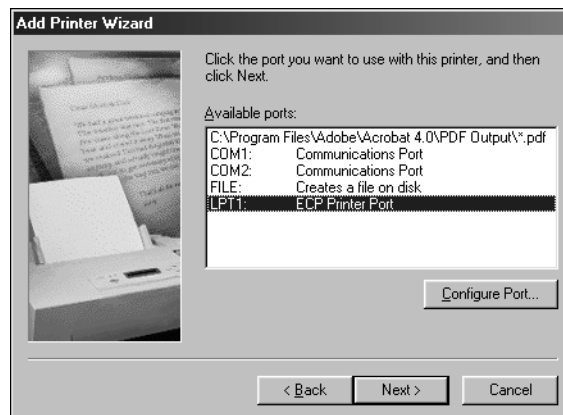 Add Printer Wizard
Click the port you want to use with this printer, and then
click Next.
Available ports:
C:\Program Files\Adobe\Acrobat 4.0\PDF Output\*.pdf
COM1: Communications Port
COM2: Communications Port
FILE: Creates a file on disk
LPT1: ECP Printer Port
Configure Port...
< Back
Next >
Cancel